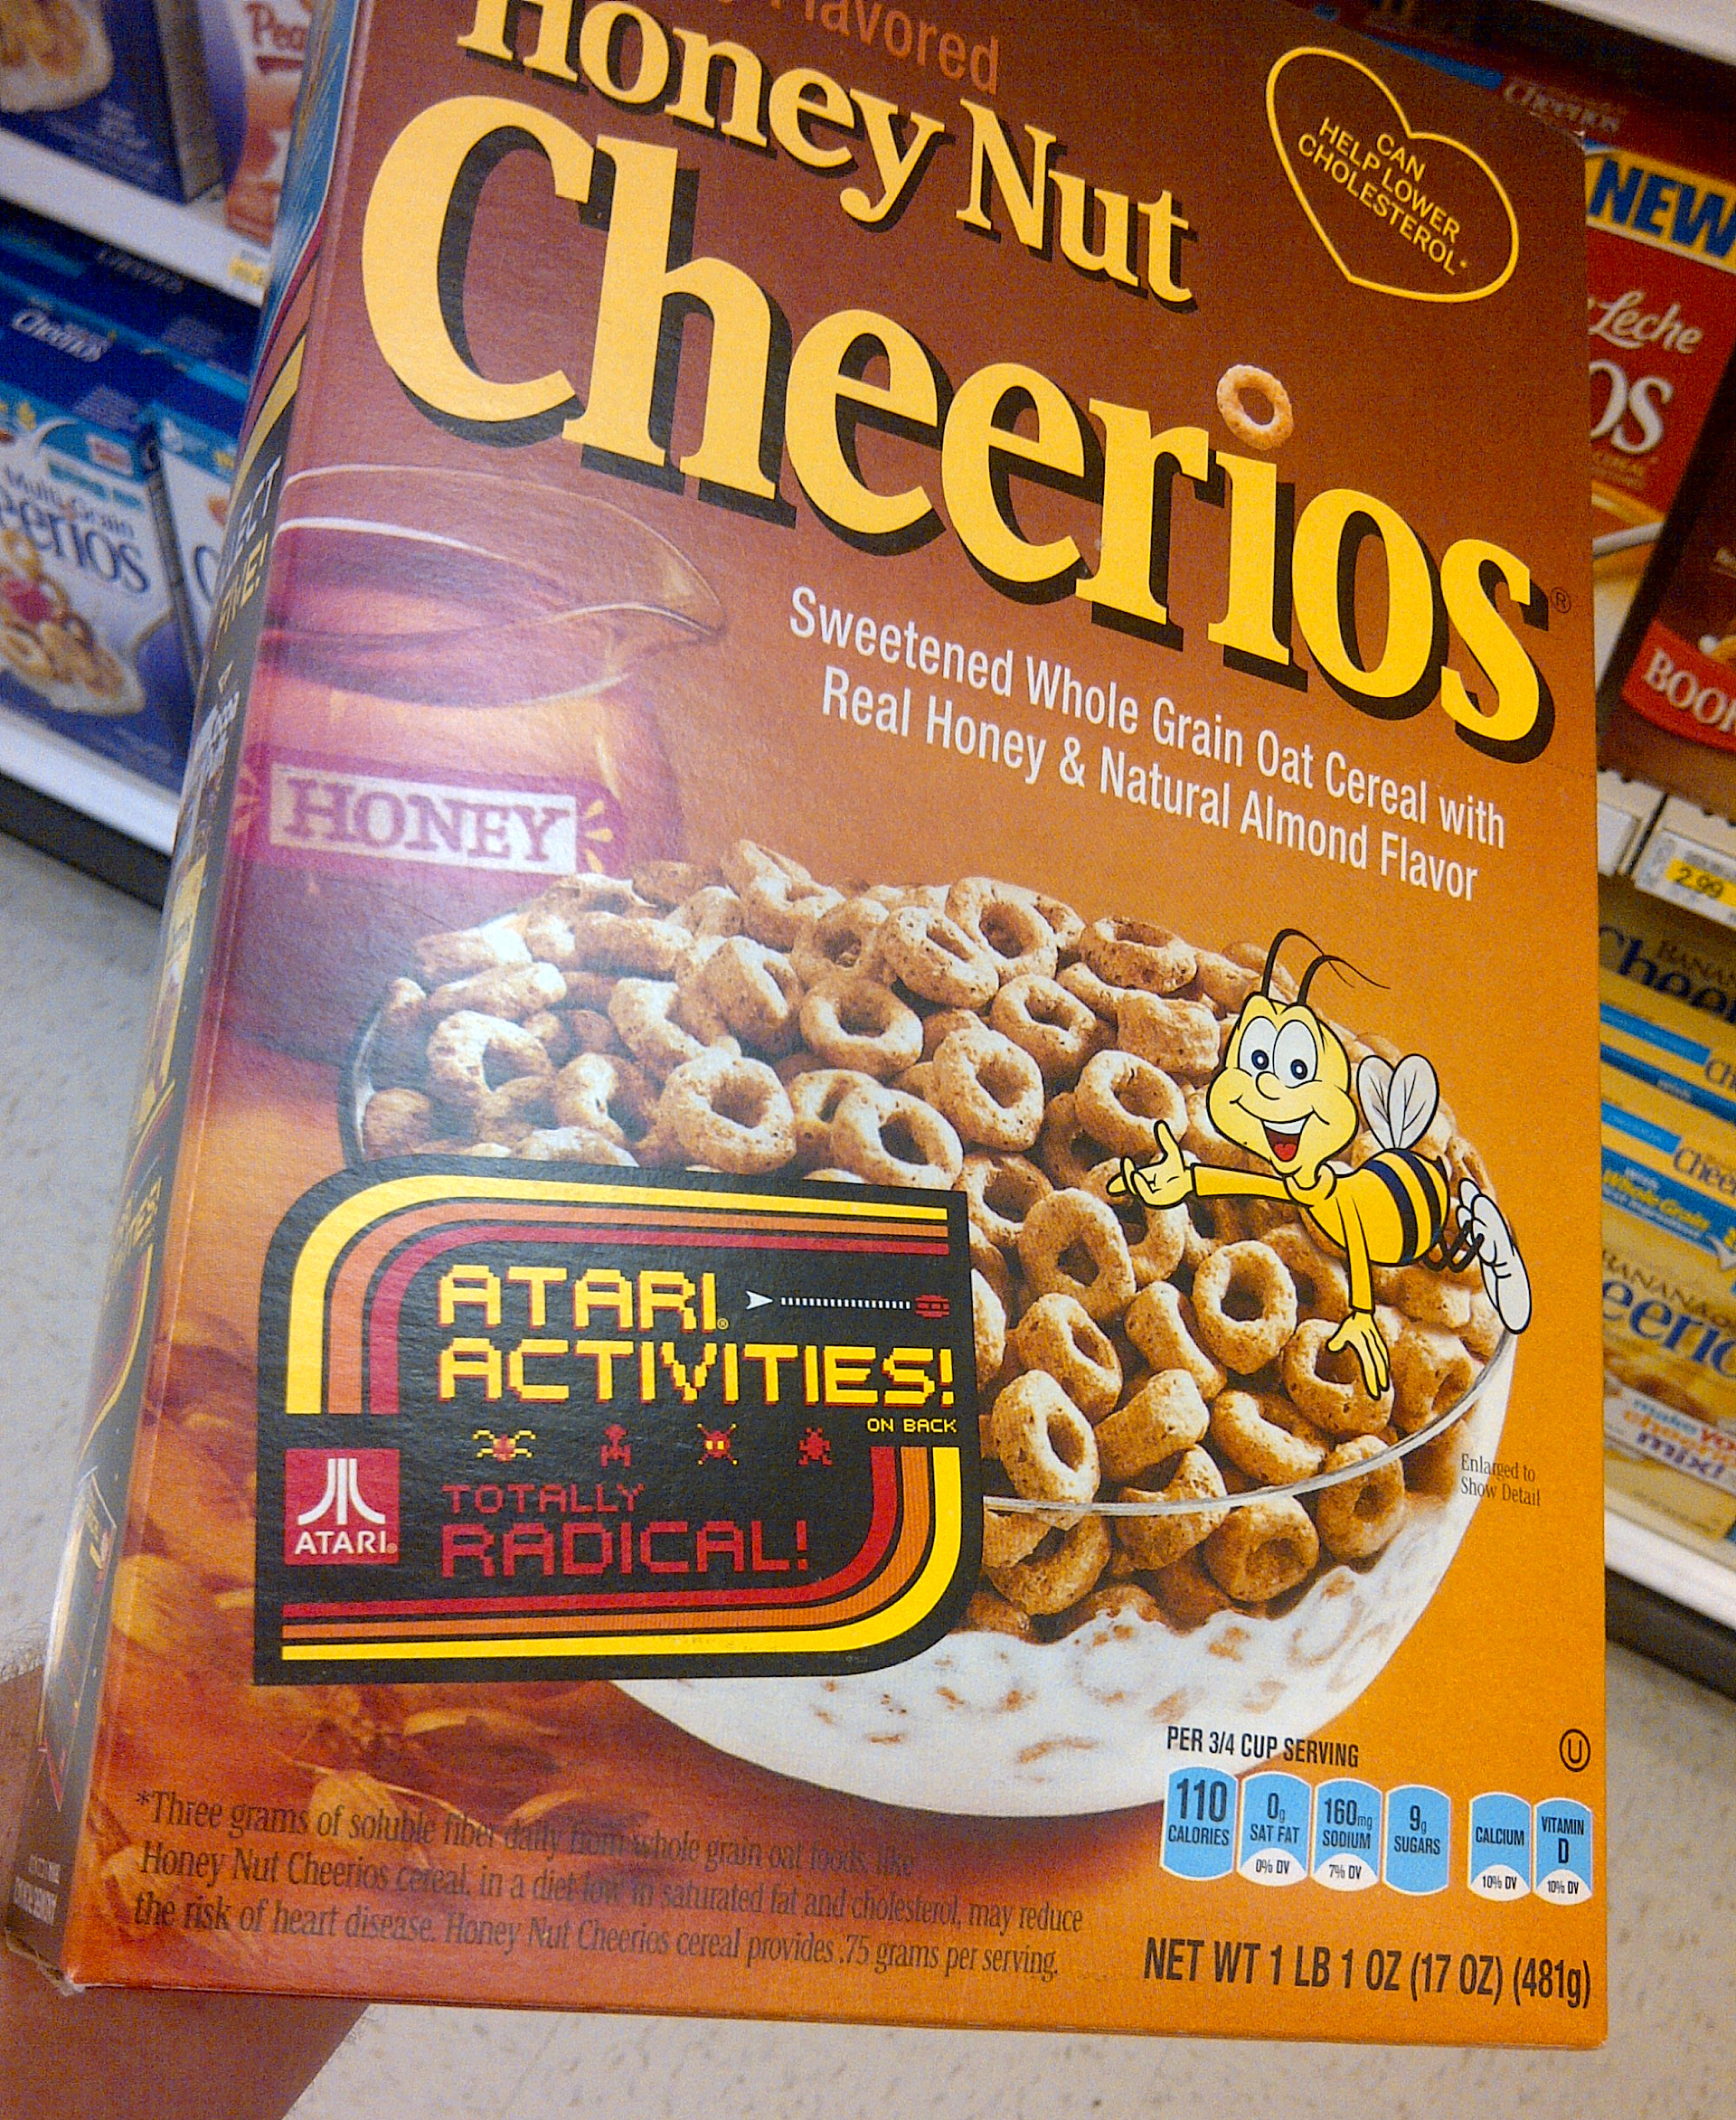 Flavored
Honey Nut
Cheerios®
CAN
HELP LOWER
CHOLESTEROL*
Sweetened Whole Grain Oat Cereal with
Real Honey & Natural Almond Flavor
HONEY
ATARI®
ACTIVITIES!
ON BACK
TOTALLY
RADICAL!
ATARI®
Enlarged to
Show Detail
PER 3/4 CUP SERVING
110
CALORIES
0g
SAT FAT
0% DV
160mg
SODIUM
7% DV
9g
SUGARS
CALCIUM
10% DV
VITAMIN
D
10% DV
U
*Three grams of soluble fiber daily from whole grain oat foods, like
Honey Nut Cheerios cereal, in a diet low in saturated fat and cholesterol, may reduce
the risk of heart disease. Honey Nut Cheerios cereal provides .75 grams per serving.
NET WT 1 LB 1 OZ (17 OZ) (481g)
Cheerios
Multi Grain
Cheerios
NEW
Leche
2.99